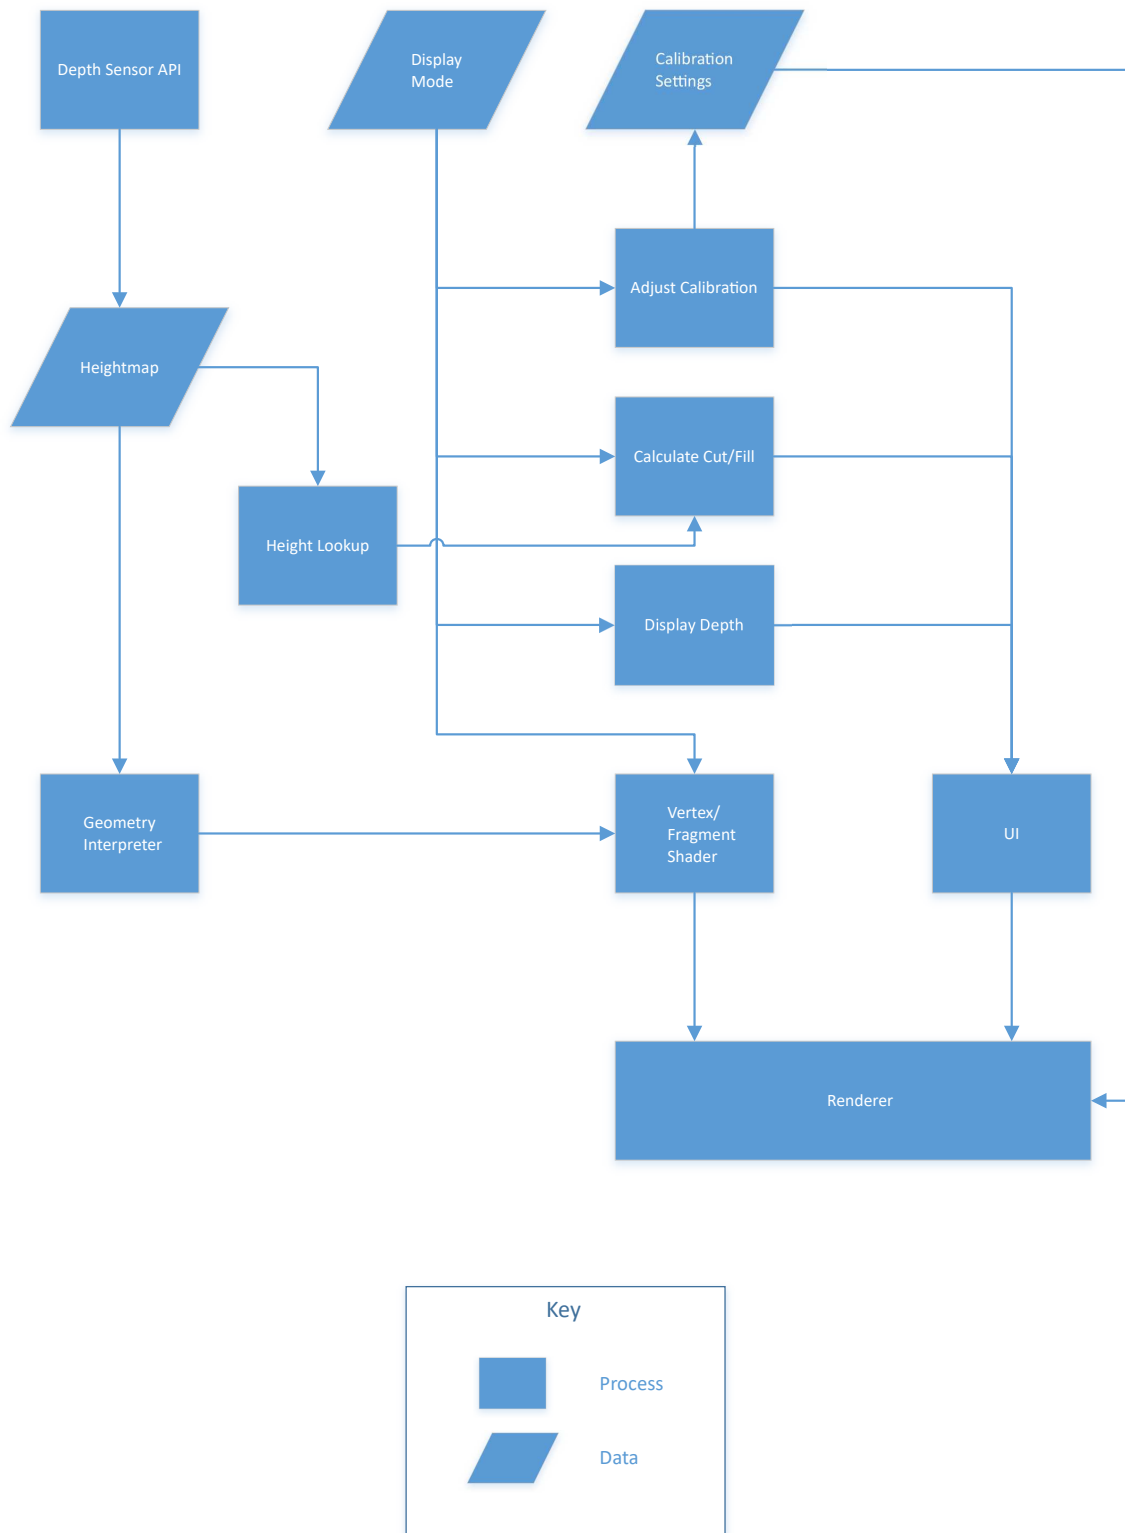 Depth Sensor API
Display
Mode
Calibration
Settings
Adjust Calibration
Heightmap
Calculate Cut/Fill
Height Lookup
Display Depth
Geometry
Interpreter
Vertex/
Fragment
Shader
UI
Renderer
Key
Process
Data